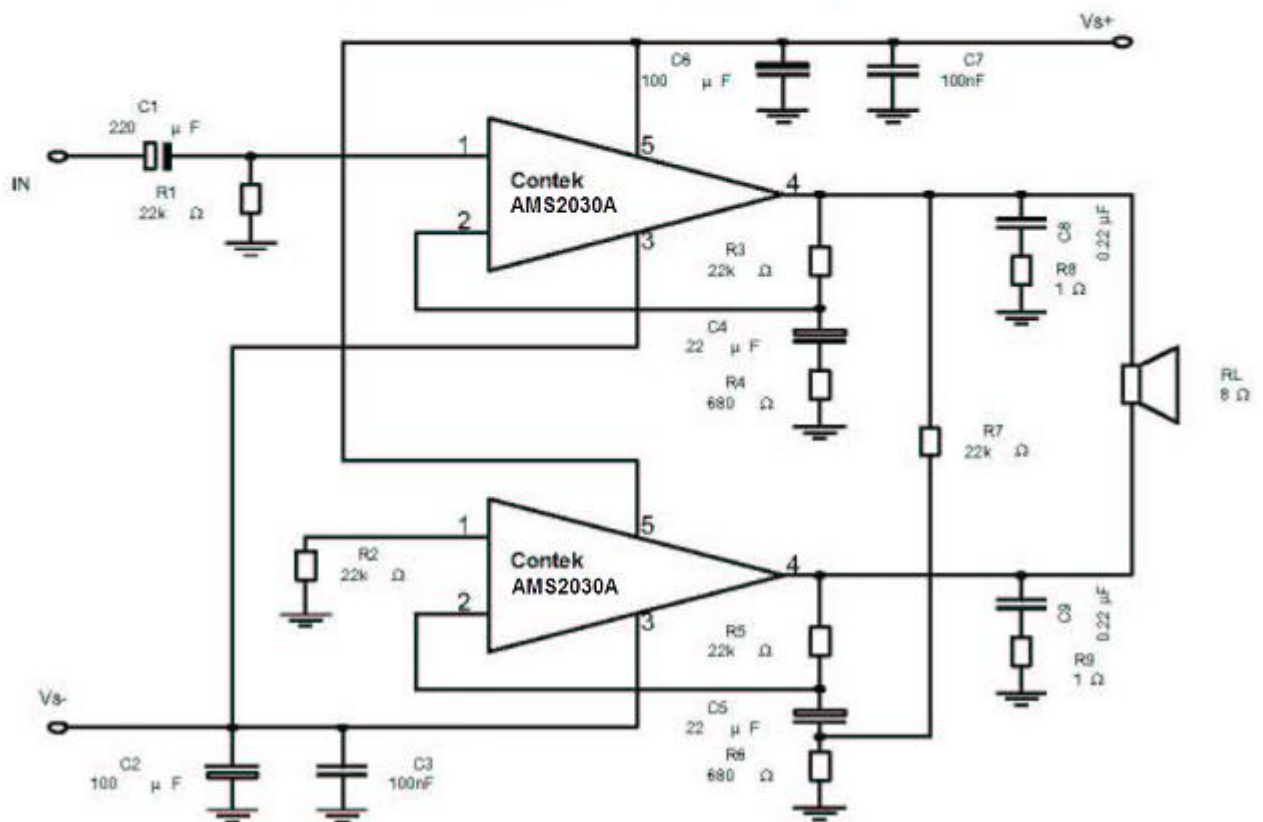 Vs+
C6
100 μ F
C7
100nF
C1
220 μ F
IN
R1
22k Ω
1
2
5
Contek
AMS2030A
3
4
R3
22k Ω
C4
22 μ F
R4
680 Ω
C8
0.22 μF
R8
1 Ω
RL
8 Ω
R7
22k Ω
R2
22k Ω
1
2
5
Contek
AMS2030A
3
4
R5
22k Ω
C5
22 μ F
R6
680 Ω
C9
0.22 μF
R9
1 Ω
Vs-
C2
100 μ F
C3
100nF